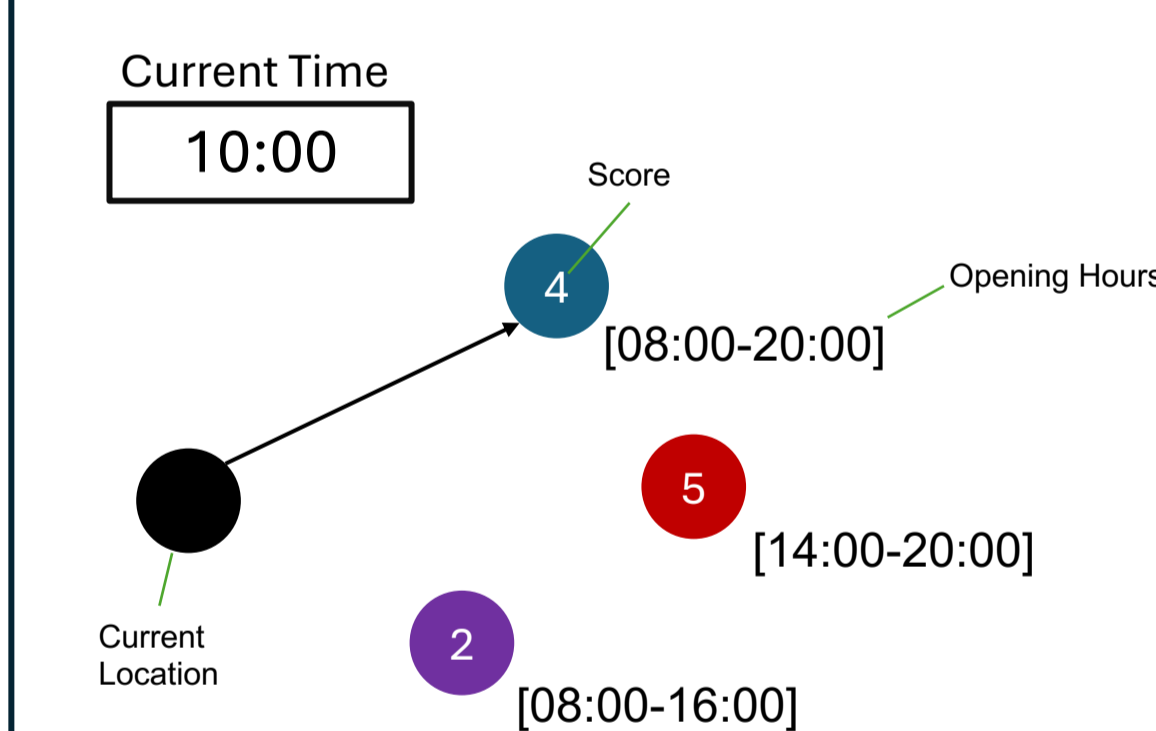 Current Time
10:00
Score
4
Opening Hours
[08:00-20:00]
5
[14:00-20:00]
Current
Location
2
[08:00-16:00]